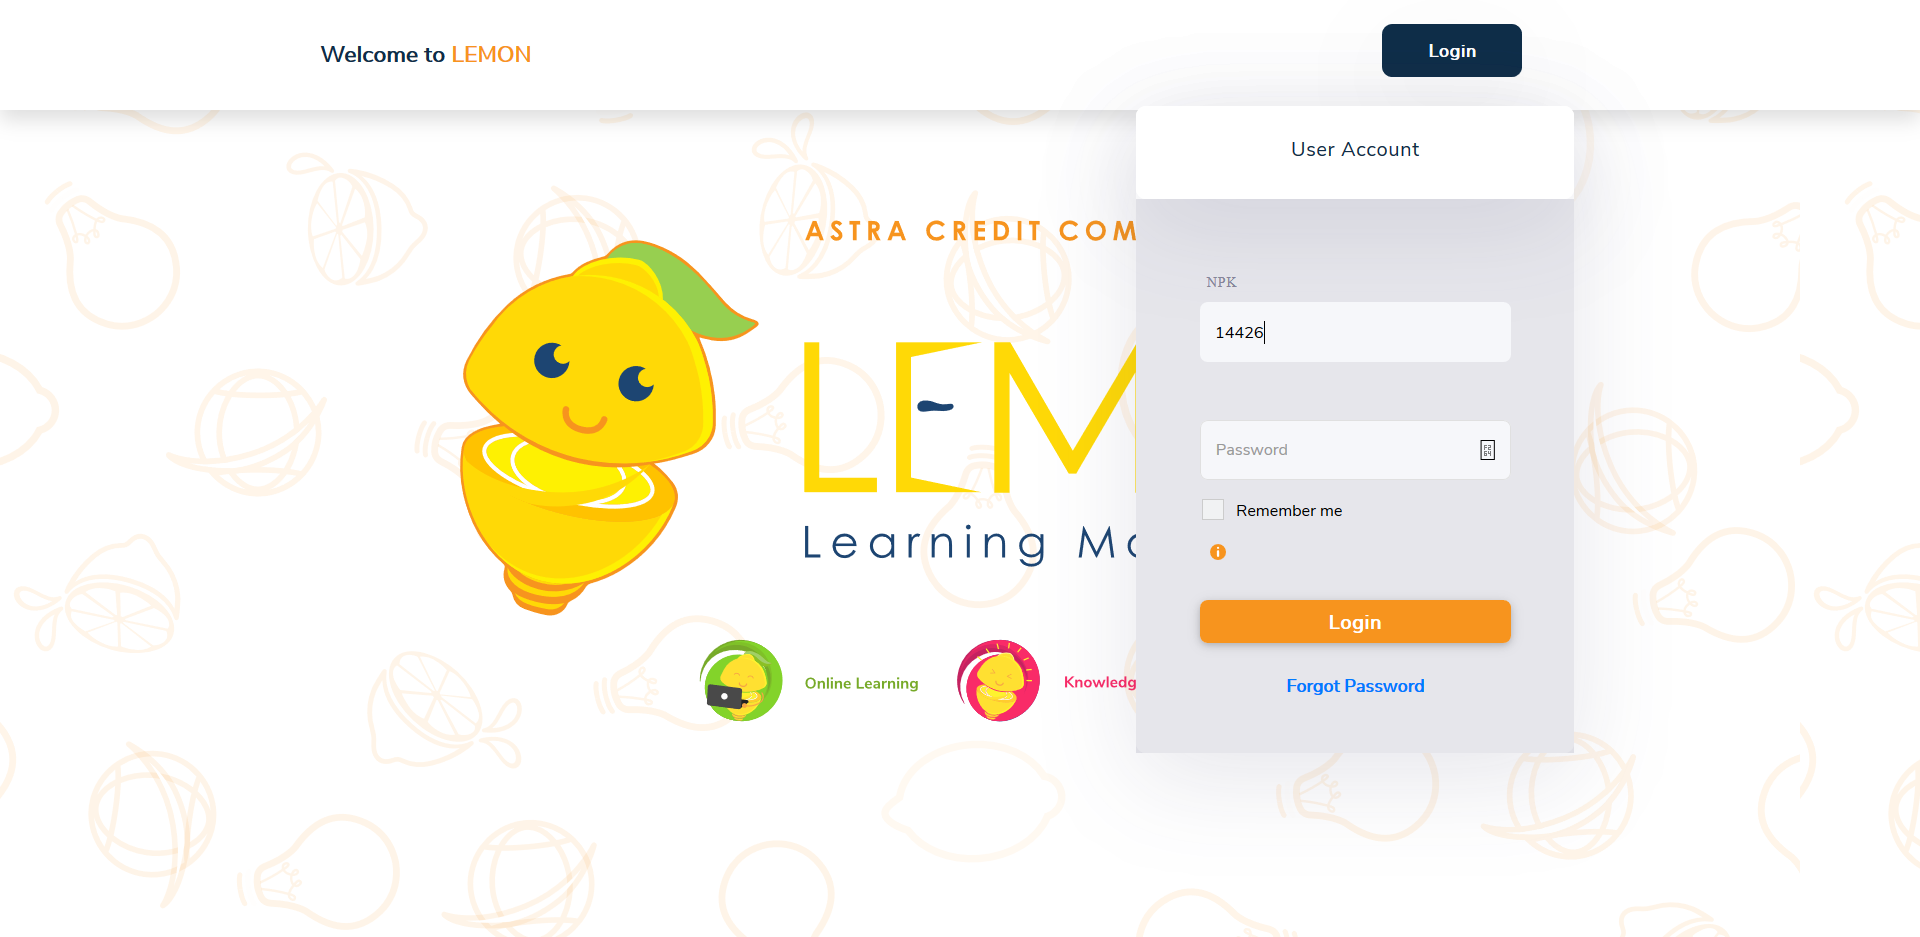 Welcome to LEMON
Login
User Account
ASTRA CREDIT COM
NPK
14426
LEM
Password
Remember me
Learning Ma
Login
Online Learning
Knowledg
Forgot Password